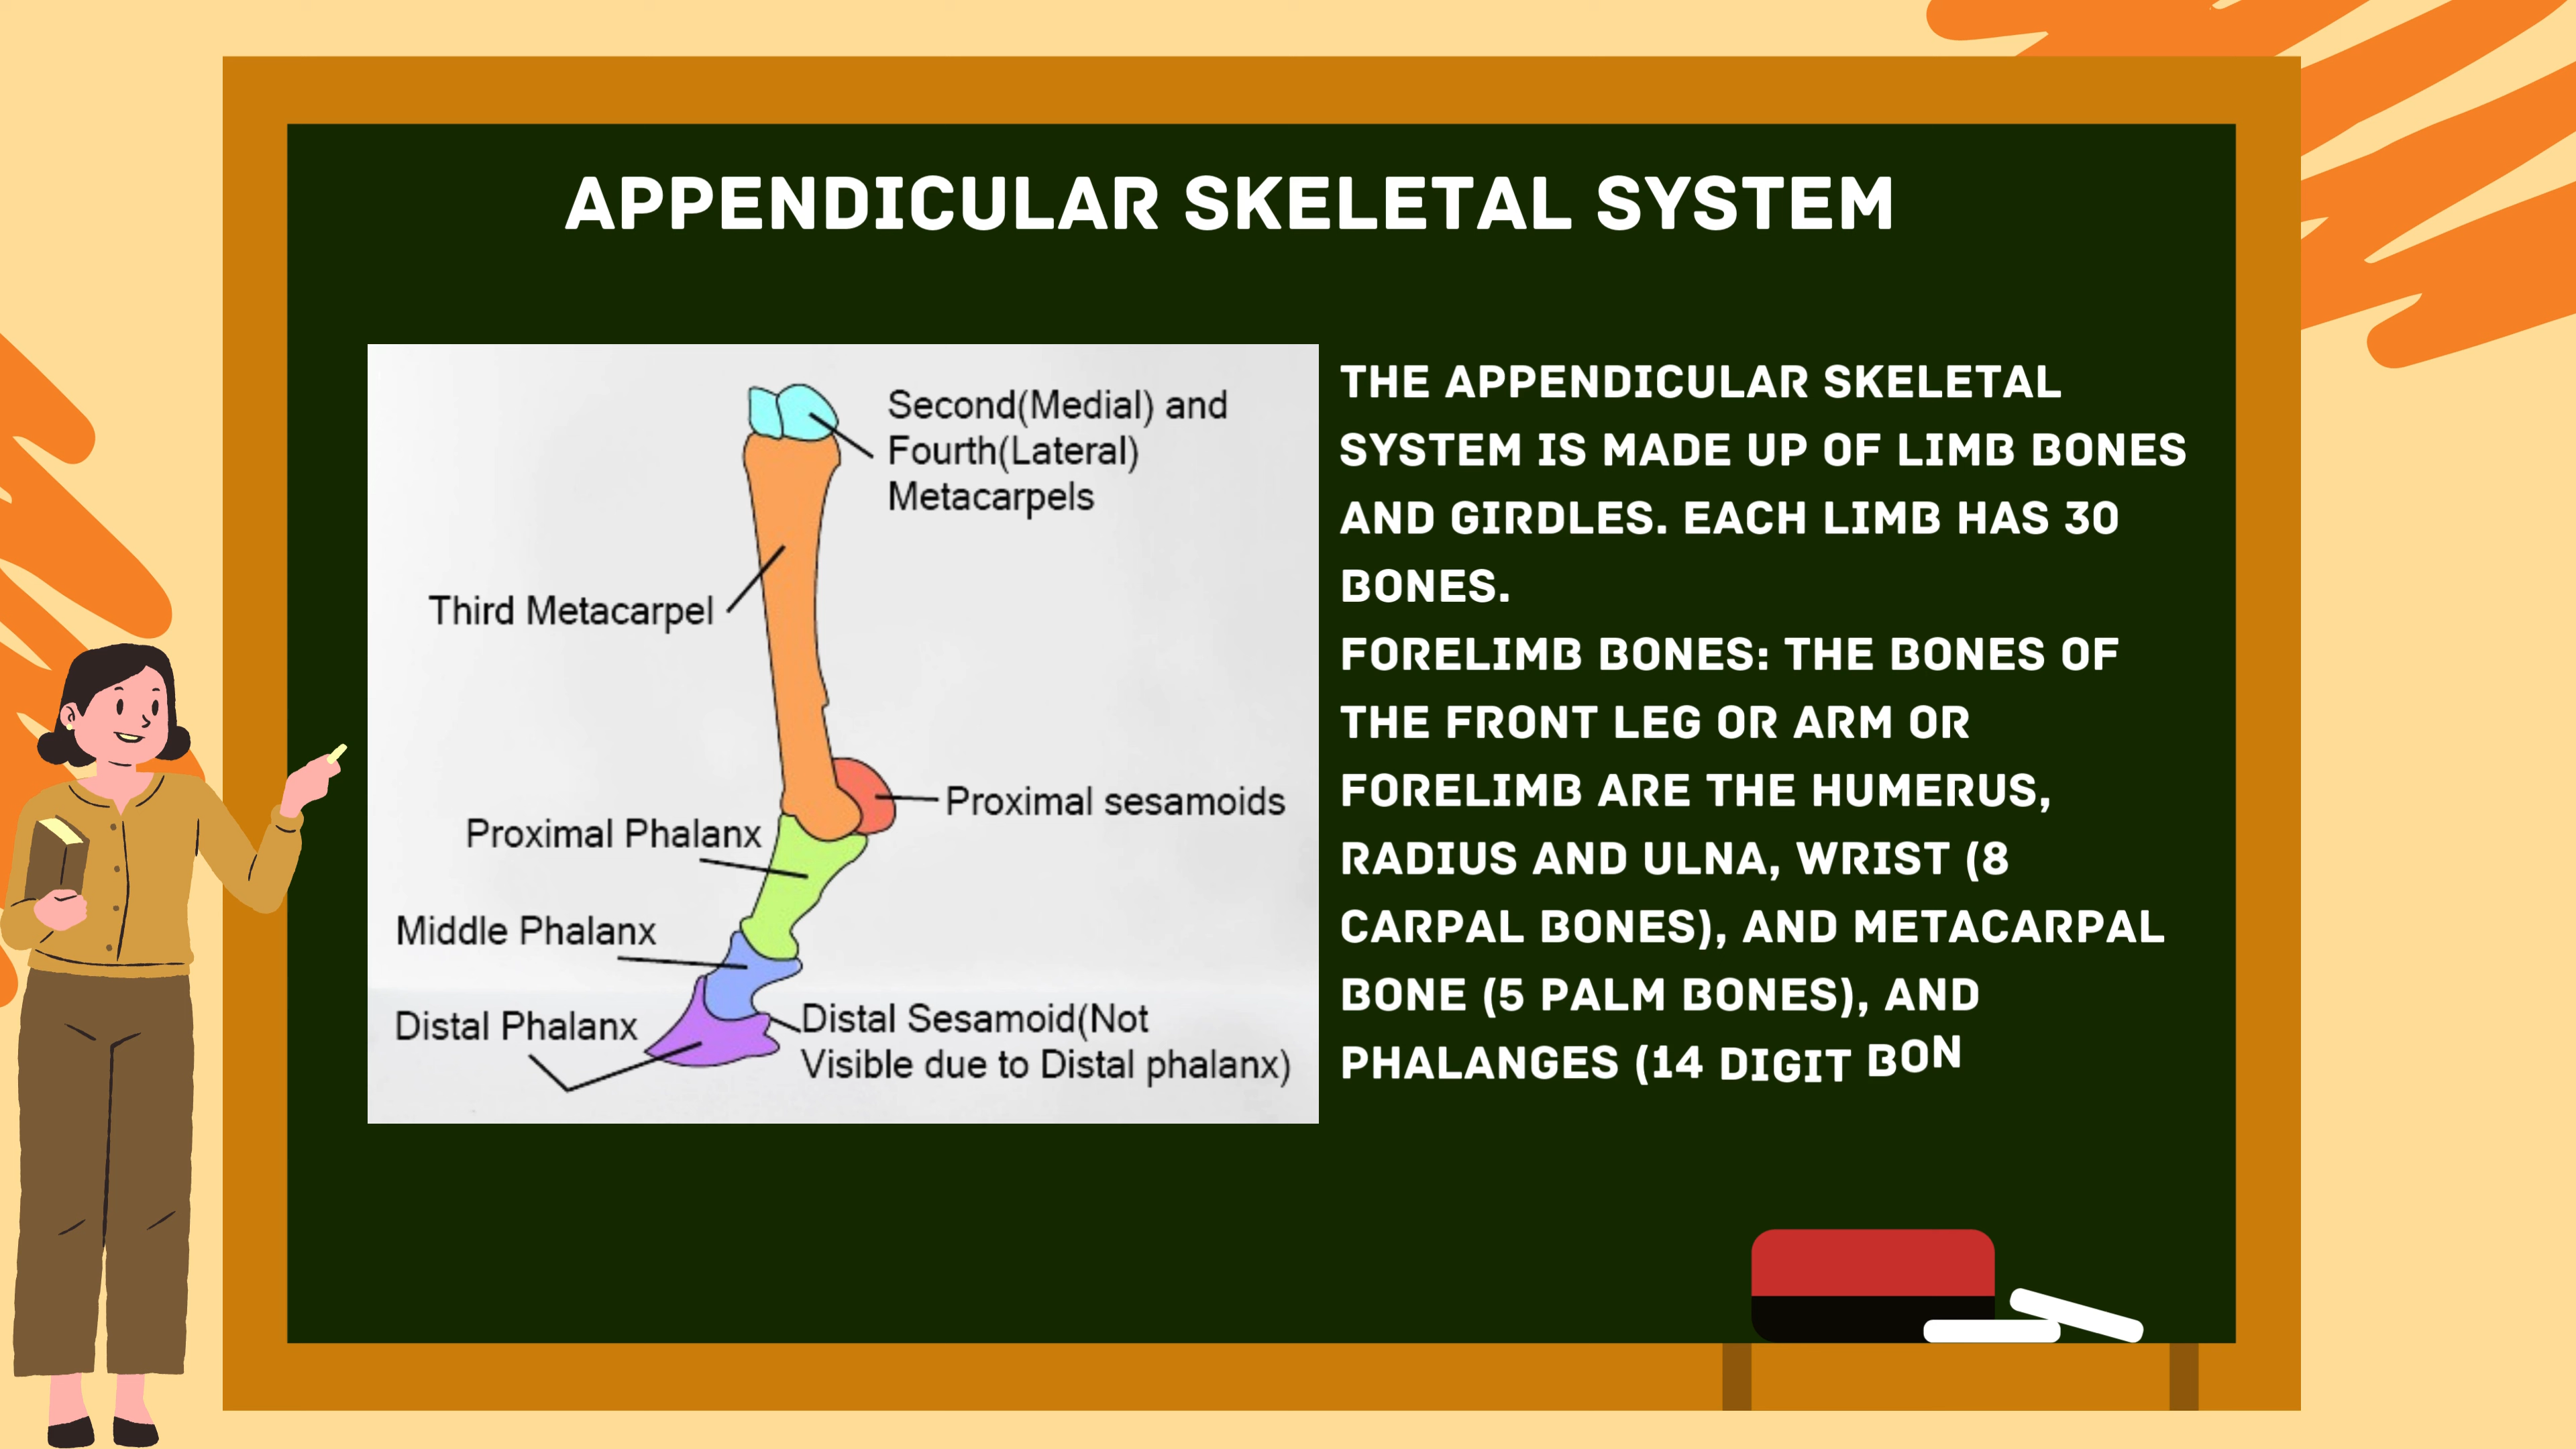 APPENDICULAR SKELETAL SYSTEM
Second(Medial) and
Fourth(Lateral)
Metacarpels
Third Metacarpel
Proximal sesamoids
Proximal Phalanx
Middle Phalanx
Distal Phalanx
Distal Sesamoid(Not
Visible due to Distal phalanx)
THE APPENDICULAR SKELETAL
SYSTEM IS MADE UP OF LIMB BONES
AND GIRDLES. EACH LIMB HAS 30
BONES.
FORELIMB BONES: THE BONES OF
THE FRONT LEG OR ARM OR
FORELIMB ARE THE HUMERUS,
RADIUS AND ULNA, WRIST (8
CARPAL BONES), AND METACARPAL
BONE (5 PALM BONES), AND
PHALANGES (14 DIGIT BON